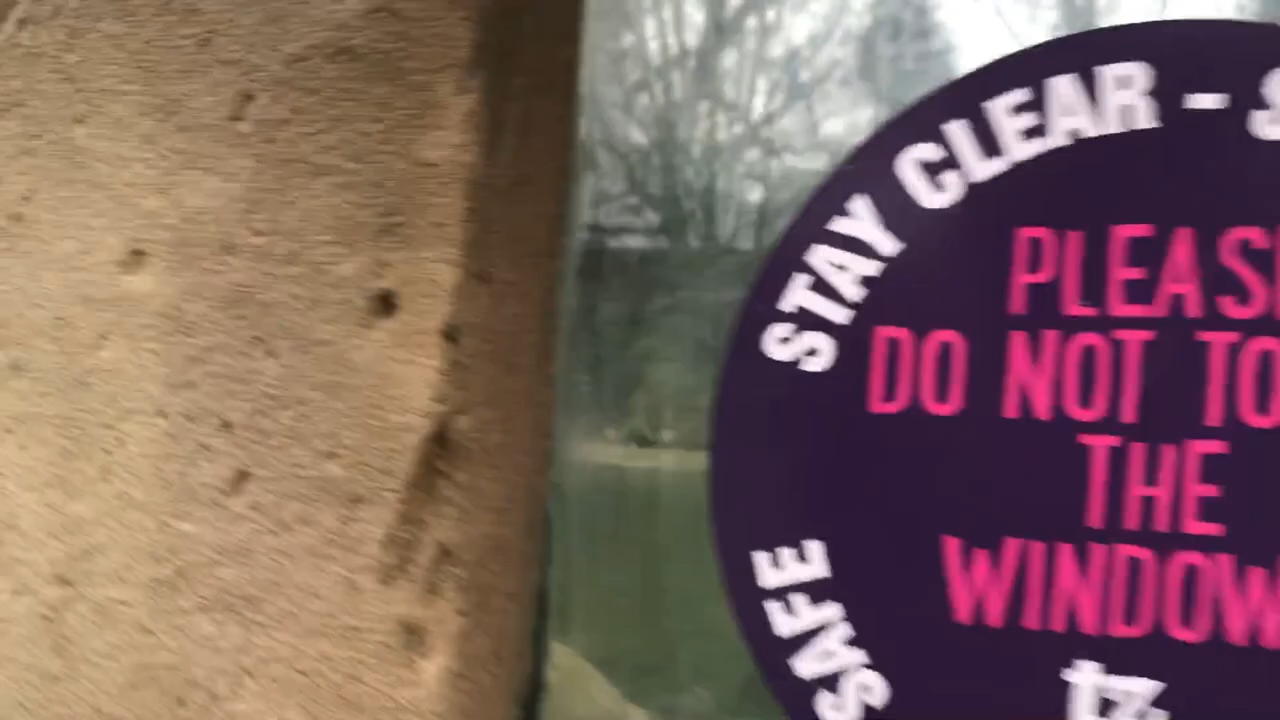 STAY CLEAR -
PLEAS
DO NOT TO
THE
WINDOW
SAFE